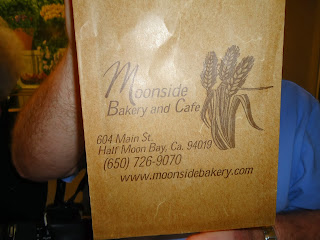 Moonside
Bakery and Cafe
604 Main St.
Half Moon Bay, Ca. 94019
(650) 726-9070
www.moonsidebakery.com